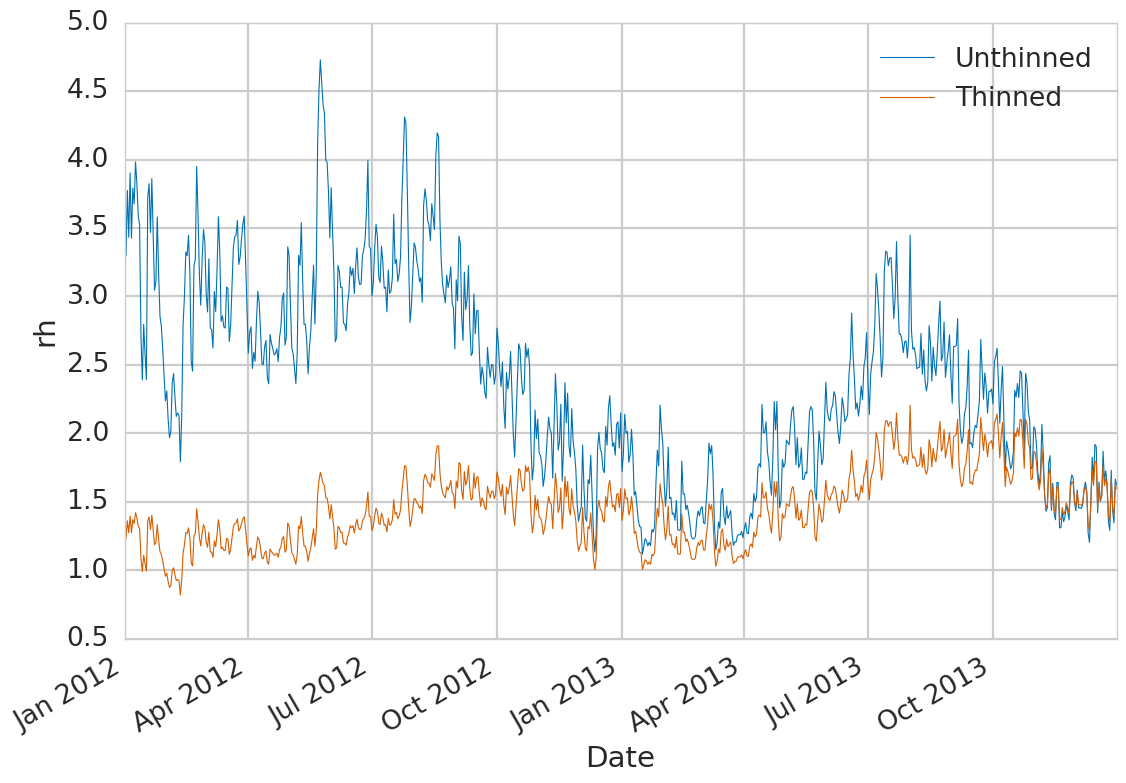 5.0
4.5
4.0
3.5
3.0
2.5
2.0
1.5
1.0
0.5
rh
Unthinned
Thinned
Jan 2012
Apr 2012
Jul 2012
Oct 2012
Jan 2013
Apr 2013
Jul 2013
Oct 2013
Date